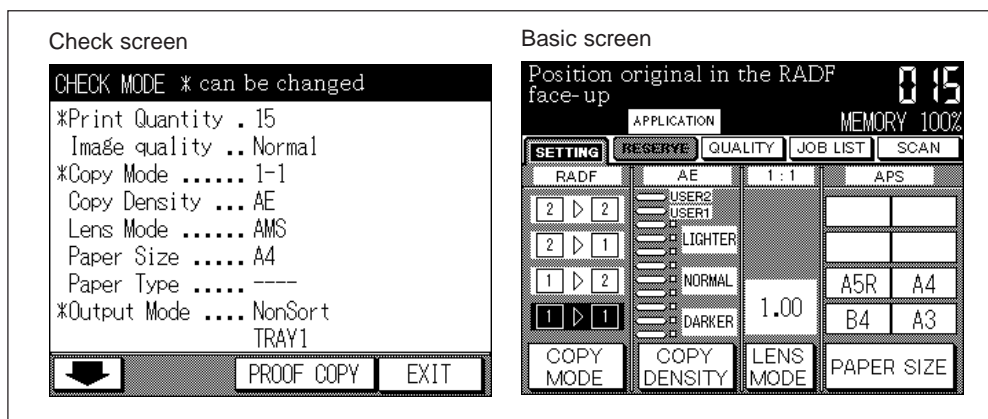 Check screen
CHECK MODE * can be changed
*Print Quantity . 15
Image quality .. Normal
*Copy Mode ...... 1-1
Copy Density ... AE
Lens Mode ...... AMS
Paper Size ..... A4
Paper Type ..... ----
*Output Mode .... NonSort
TRAY1
PROOF COPY EXIT
Basic screen
Position original in the RADF
face-up
015
APPLICATION
MEMORY 100%
SETTING RESERVE QUALITY JOB LIST SCAN
RADF AE 1 : 1 APS
USER2
2 ▷ 2 USER1
2 ▷ 1 LIGHTER
1 ▷ 2 NORMAL A5R A4
1 ▷ 1 DARKER 1.00 B4 A3
COPY MODE
COPY DENSITY
LENS MODE
PAPER SIZE